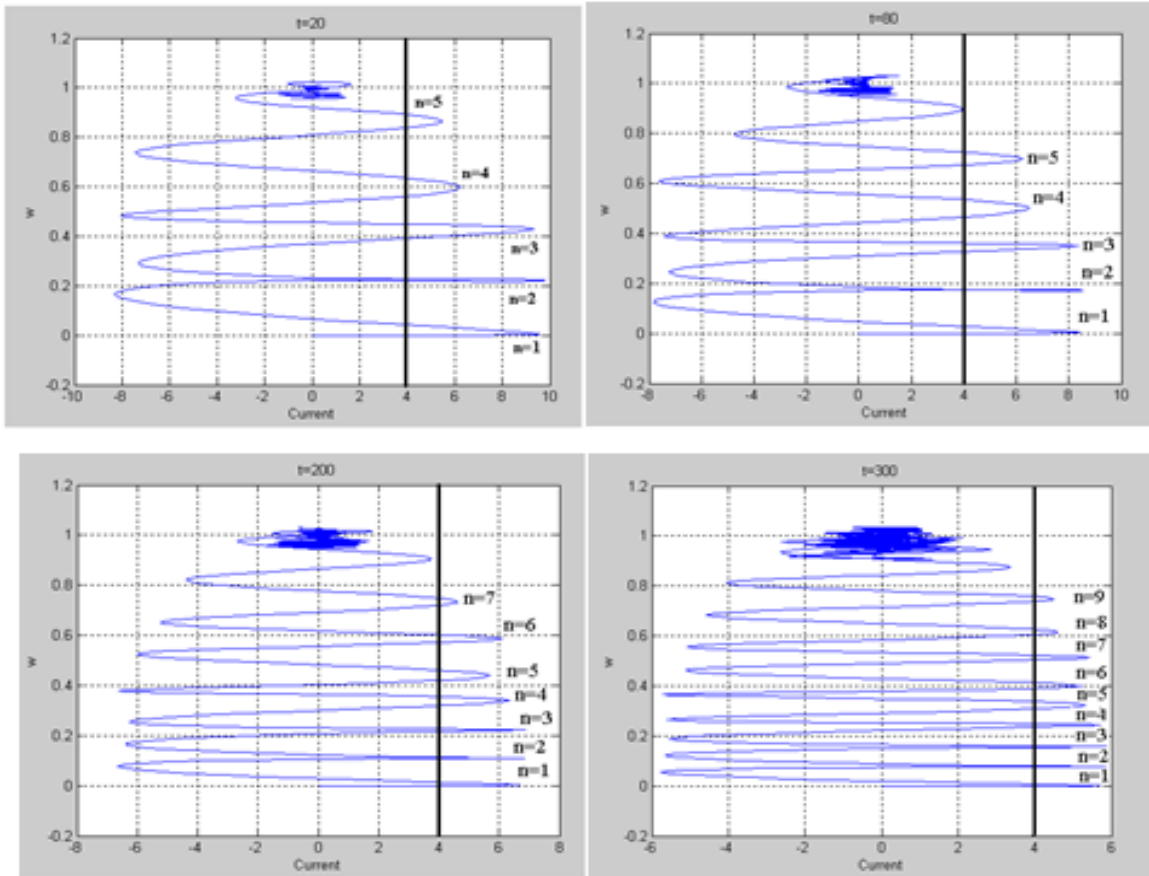 t=20
1.2
1
0.8
0.6
0.4
0.2
0
-0.2
w
n=5
n=4
n=3
n=2
n=1
-10 -8 -6 -4 -2 0 2 4 6 8 10
Current
t=80
1.2
1
0.8
0.6
0.4
0.2
0
-0.2
w
n=5
n=4
n=3
n=2
n=1
-8 -6 -4 -2 0 2 4 6 8 10
Current
t=200
1.2
1
0.8
0.6
0.4
0.2
0
-0.2
w
n=7
n=6
n=5
n=4
n=3
n=2
n=1
-8 -6 -4 -2 0 2 4 6 8
Current
t=300
1.2
1
0.8
0.6
0.4
0.2
0
-0.2
w
n=9
n=8
n=7
n=6
n=5
n=4
n=3
n=2
n=1
-6 -4 -2 0 2 4 6
Current